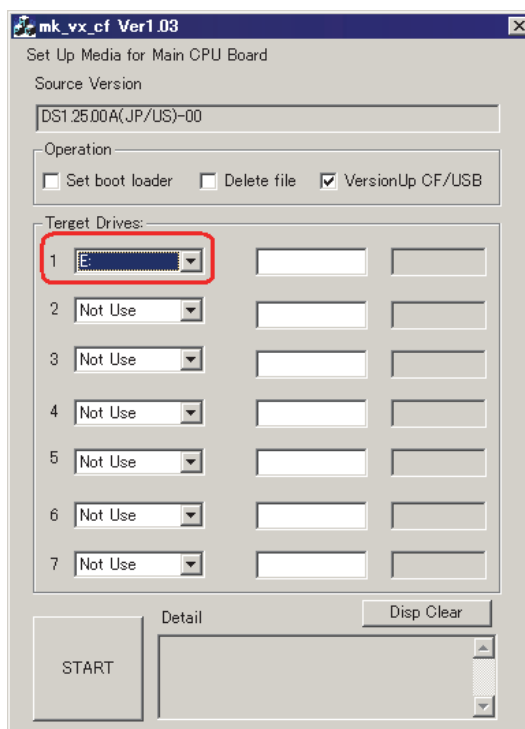 mk_vx_cf Ver1.03
Set Up Media for Main CPU Board
Source Version
DS1.25.00A(JP/US)-00
Operation
Set boot loader Delete file VersionUp CF/USB
Terget Drives:
1 E:
2 Not Use
3 Not Use
4 Not Use
5 Not Use
6 Not Use
7 Not Use
Detail Disp Clear
START